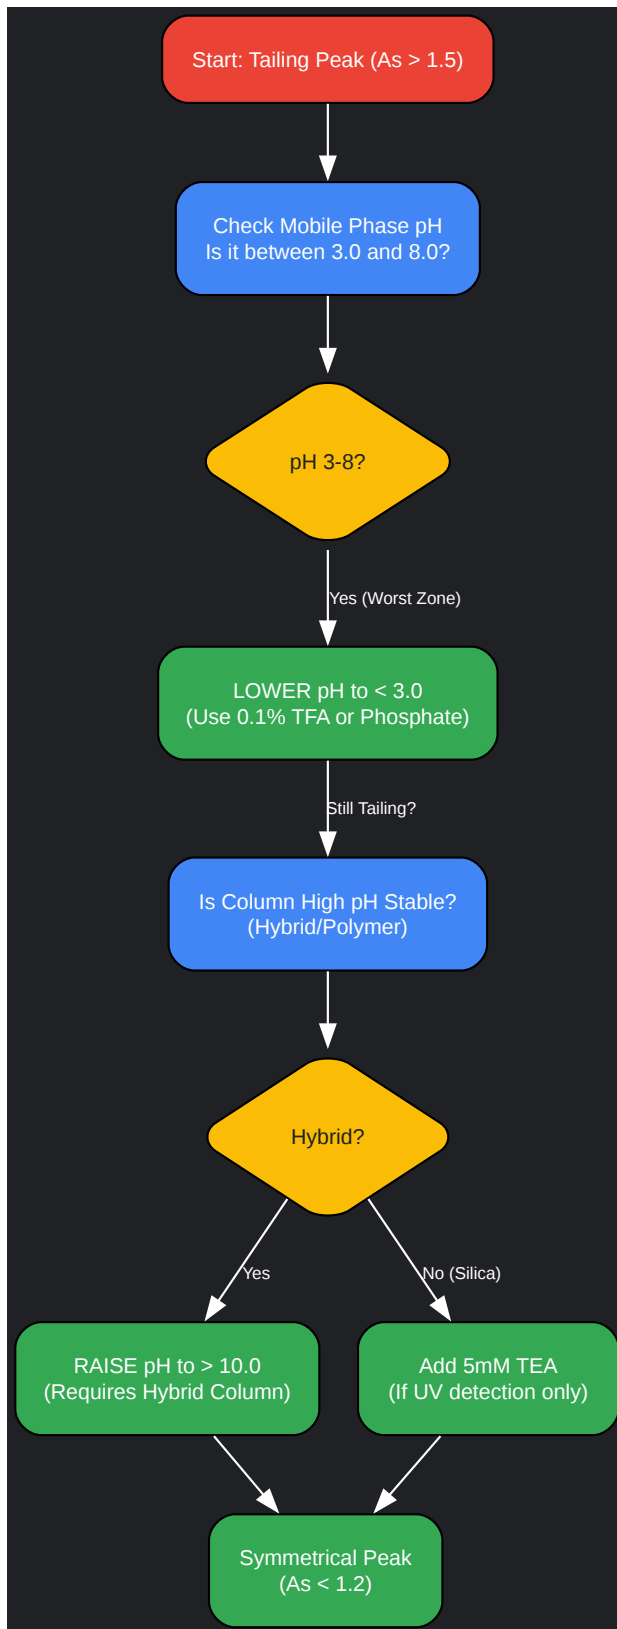 Start: Tailing Peak (As > 1.5)
Check Mobile Phase pH
Is it between 3.0 and 8.0?
pH 3-8?
Yes (Worst Zone)
LOWER pH to < 3.0
(Use 0.1% TFA or Phosphate)
Still Tailing?
Is Column High pH Stable?
(Hybrid/Polymer)
Hybrid?
Yes
No (Silica)
RAISE pH to > 10.0
(Requires Hybrid Column)
Add 5mM TEA
(If UV detection only)
Symmetrical Peak
(As < 1.2)